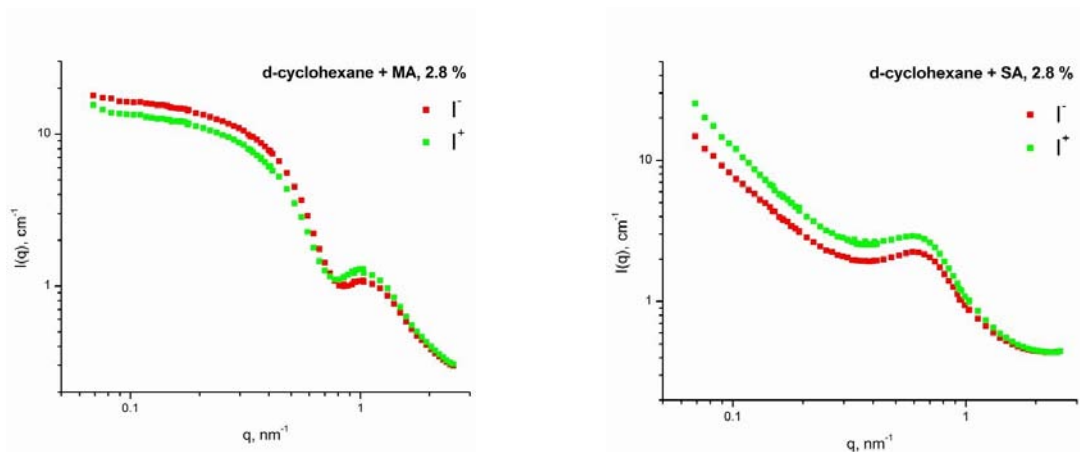 d-cyclohexane + MA, 2.8 %
I⁻
I⁺
10
1
I(q), cm⁻¹
0.1
1
q, nm⁻¹
d-cyclohexane + SA, 2.8 %
I⁻
I⁺
10
1
I(q), cm⁻¹
0.1
1
q, nm⁻¹